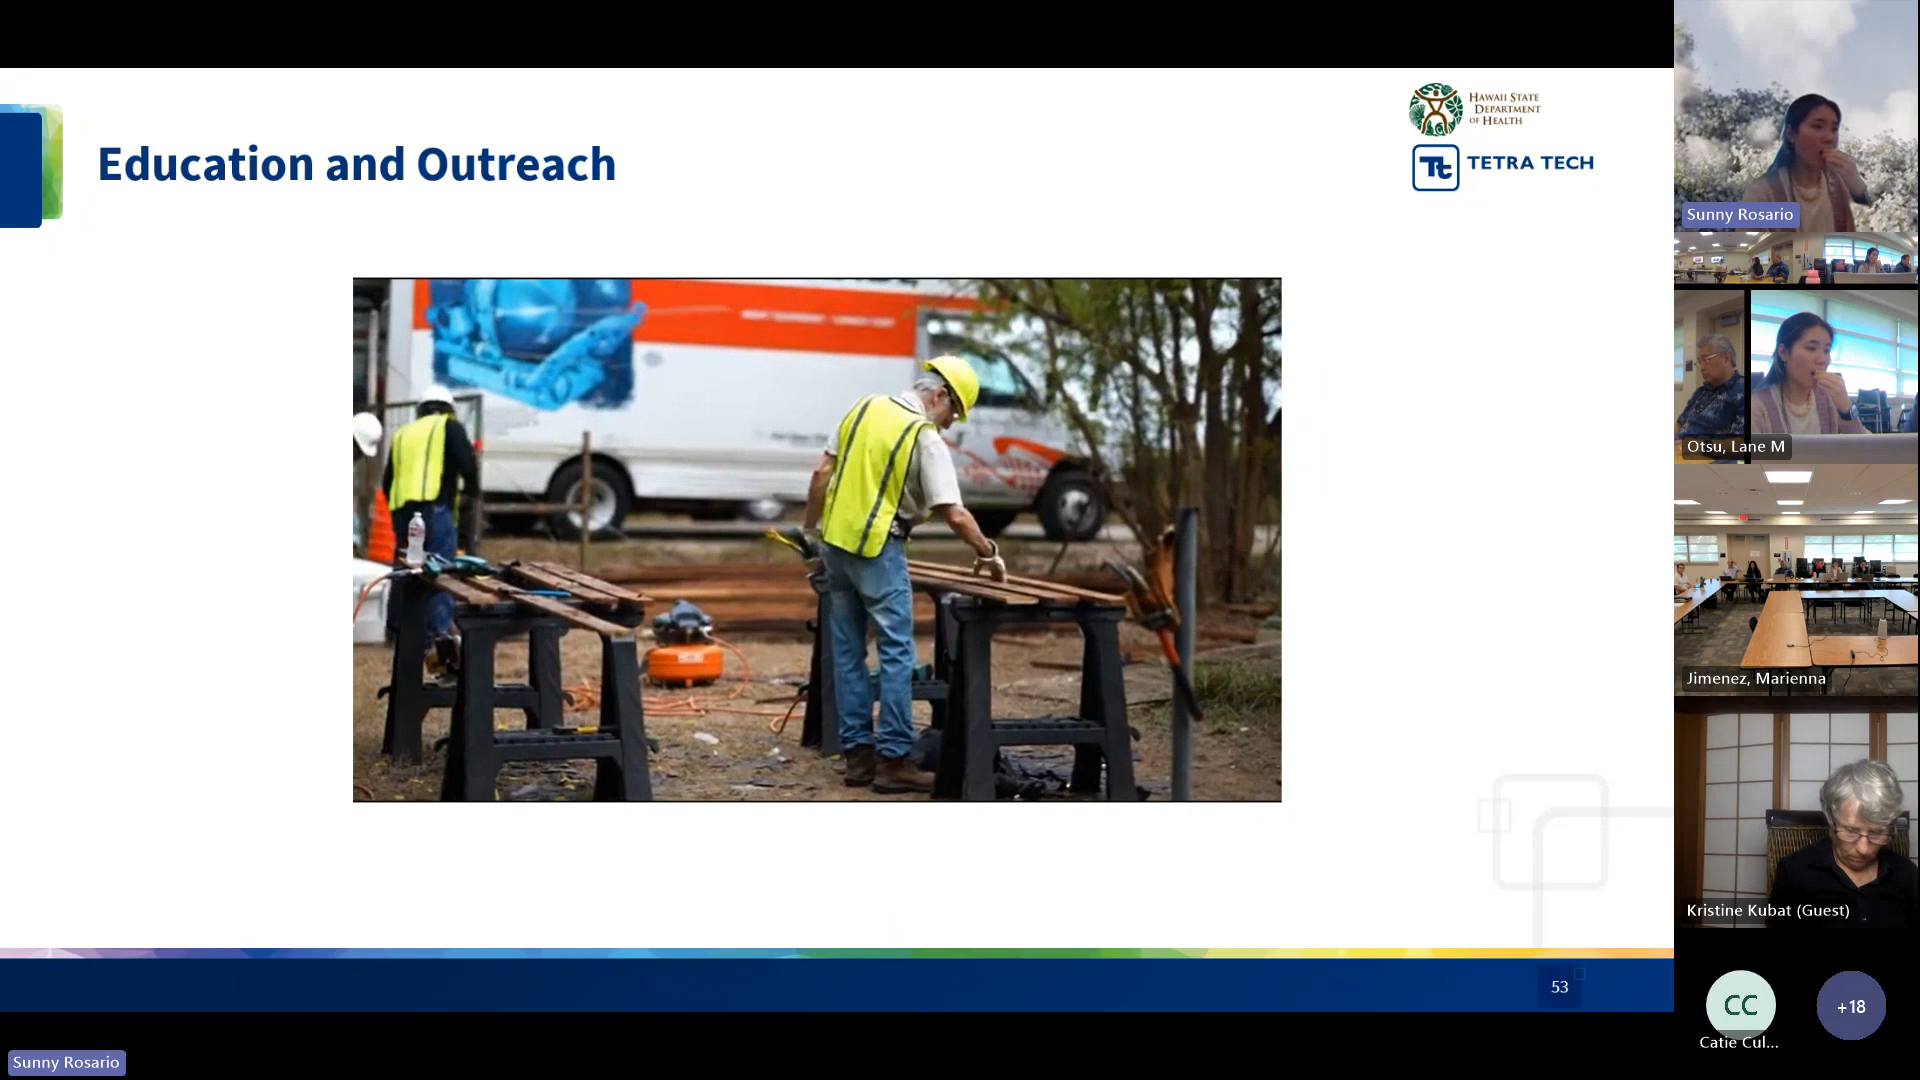 Education and Outreach
HAWAII STATE
DEPARTMENT
OF HEALTH
Tt
TETRA TECH
53
Sunny Rosario
Sunny Rosario
Otsu, Lane M
Jimenez, Marienna
Kristine Kubat (Guest)
CC
Catie Cul...
+18